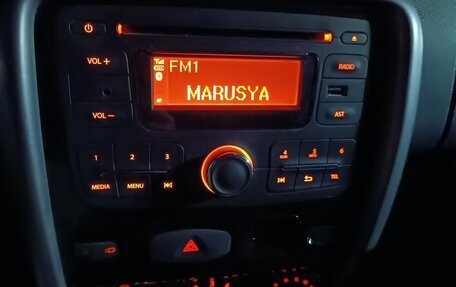 FM1
MARUSYA
VOL +
VOL −
RADIO
AST
1 2 3
4 5 6
MEDIA MENU
TEL